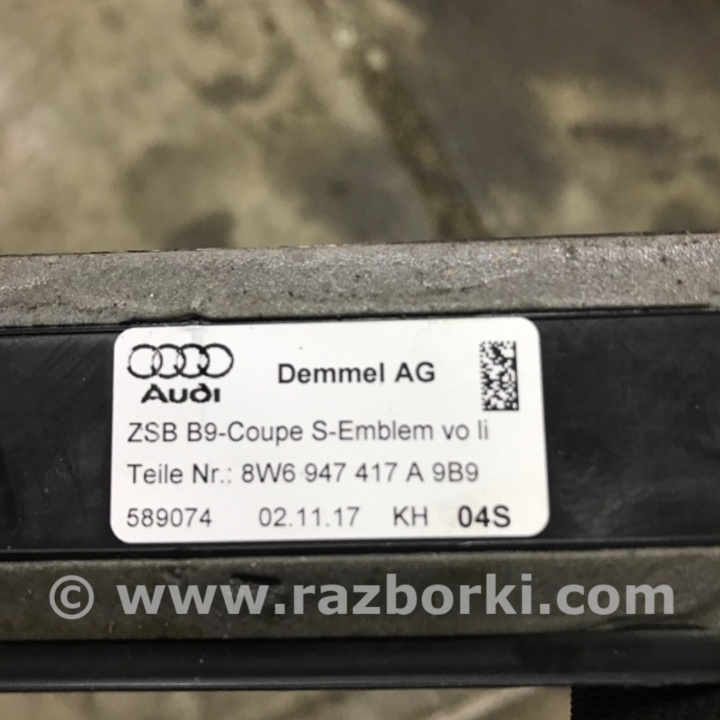 Audi
Demmel AG
ZSB B9-Coupe S-Emblem vo li
Teile Nr.: 8W6 947 417 A 9B9
589074 02.11.17 KH 04S
© www.razborki.com